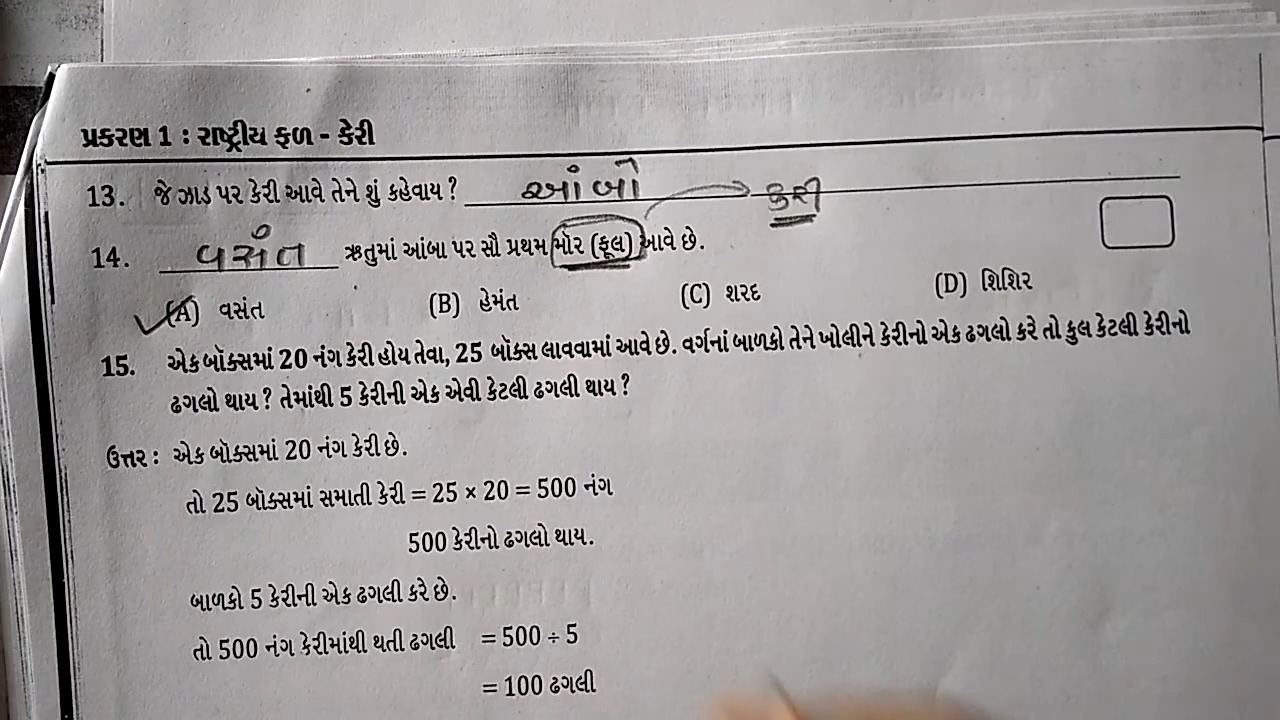 પ્રકરણ 1 : રાષ્ટ્રીય ફળ - કેરી
13. જે ઝાડ પર કેરી આવે તેને શું કહેવાય ? આંબો કેરી
14. વસંત ઋતુમાં આંબા પર સૌ પ્રથમ મૉર (ફૂલ) આવે છે.
(A) વસંત (B) હેમંત (C) શરદ (D) શિશિર
15. એક બૉક્સમાં 20 નંગ કેરી હોય તેવા, 25 બૉક્સ લાવવામાં આવે છે. વર્ગનાં બાળકો તેને ખોલીને કેરીનો એક ઢગલો કરે તો કુલ કેટલી કેરીનો
ઢગલો થાય ? તેમાંથી 5 કેરીની એક એવી કેટલી ઢગલી થાય ?
ઉત્તર : એક બૉક્સમાં 20 નંગ કેરી છે.
તો 25 બૉક્સમાં સમાતી કેરી = 25 × 20 = 500 નંગ
500 કેરીનો ઢગલો થાય.
બાળકો 5 કેરીની એક ઢગલી કરે છે.
તો 500 નંગ કેરીમાંથી થતી ઢગલી = 500 ÷ 5
= 100 ઢગલી